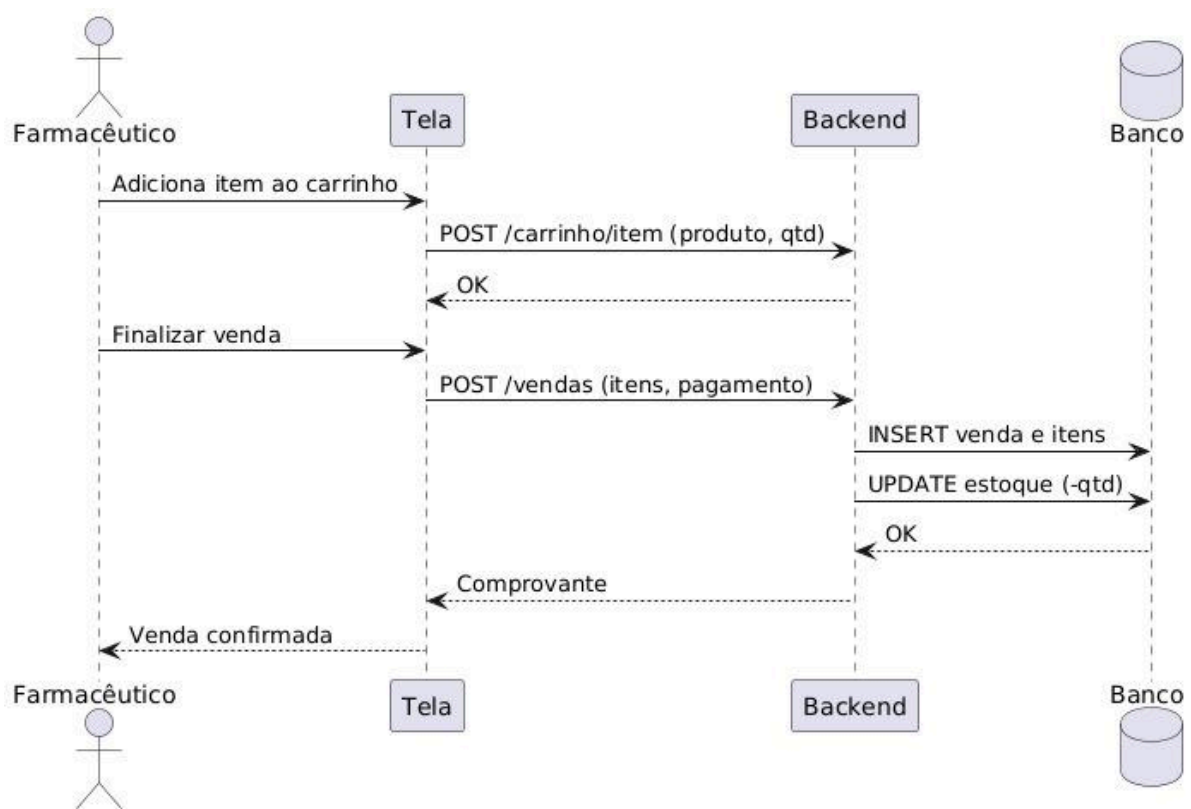 Farmacêutico
Tela
Backend
Banco
Adiciona item ao carrinho
POST /carrinho/item (produto, qtd)
OK
Finalizar venda
POST /vendas (itens, pagamento)
INSERT venda e itens
UPDATE estoque (-qtd)
OK
Comprovante
Venda confirmada
Farmacêutico
Tela
Backend
Banco